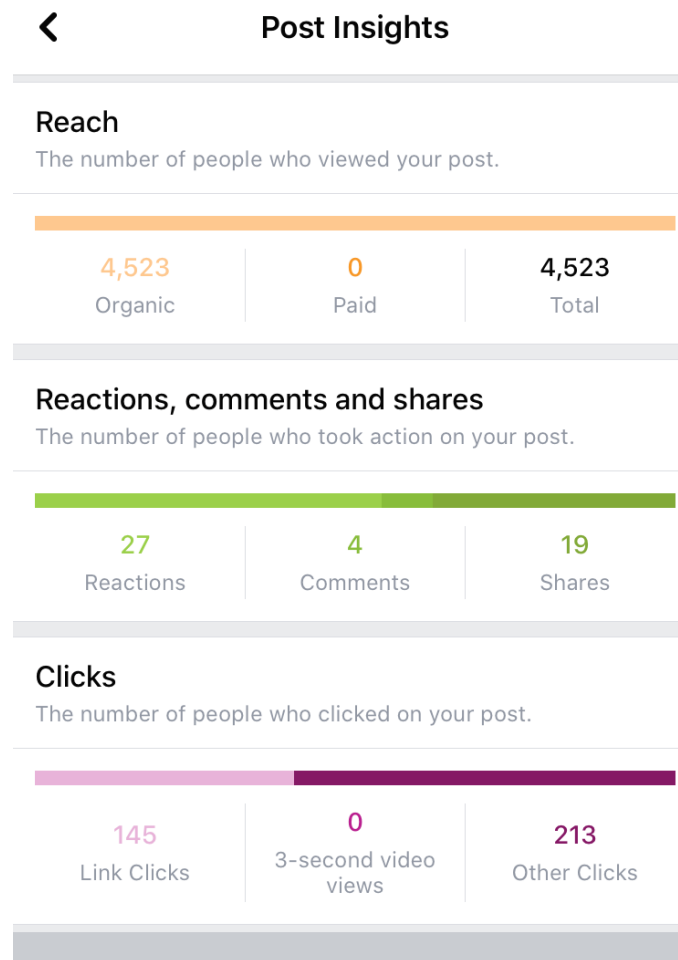 Post Insights
Reach
The number of people who viewed your post.
4,523 0 4,523
Organic Paid Total
Reactions, comments and shares
The number of people who took action on your post.
27 4 19
Reactions Comments Shares
Clicks
The number of people who clicked on your post.
145 0 213
Link Clicks 3-second video Other Clicks
views